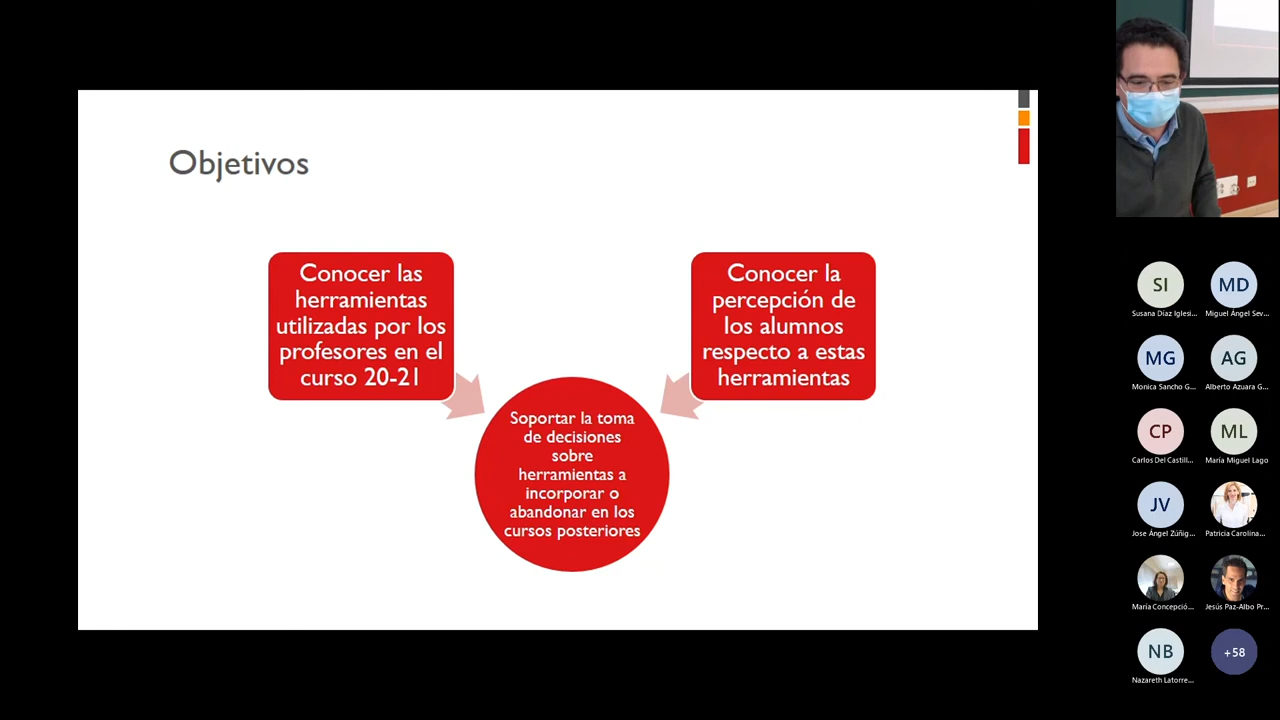 Objetivos
Conocer las
herramientas
utilizadas por los
profesores en el
curso 20-21
Conocer la
percepción de
los alumnos
respecto a estas
herramientas
Soportar la toma
de decisiones
sobre
herramientas a
incorporar o
abandonar en los
cursos posteriores
SI
MD
Susana Díaz Iglesi...
Miguel Ángel Sev...
MG
AG
Monica Sancho G...
Alberto Azuara G...
CP
ML
Carlos Del Castill...
María Miguel Lago
JV
Jose Ángel Zúñig...
Patricia Carolina...
María Concepció...
Jesús Paz-Albo Pr...
NB
+58
Nazareth Latorre...